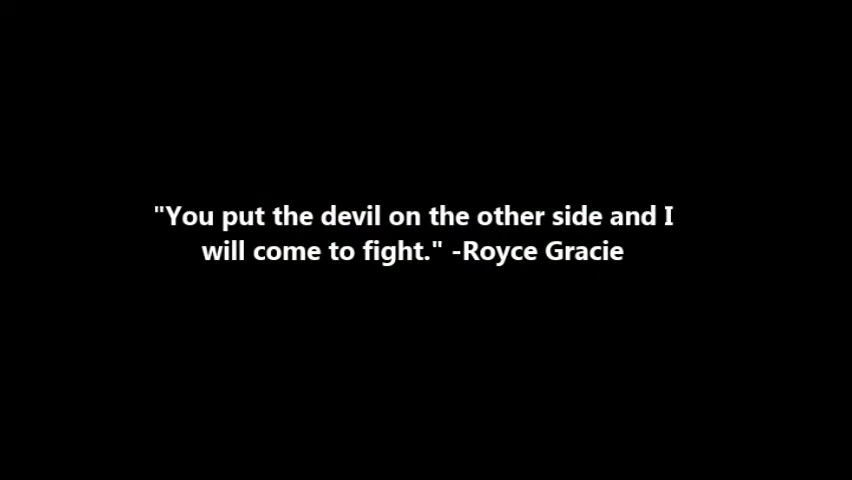 "You put the devil on the other side and I
will come to fight." -Royce Gracie